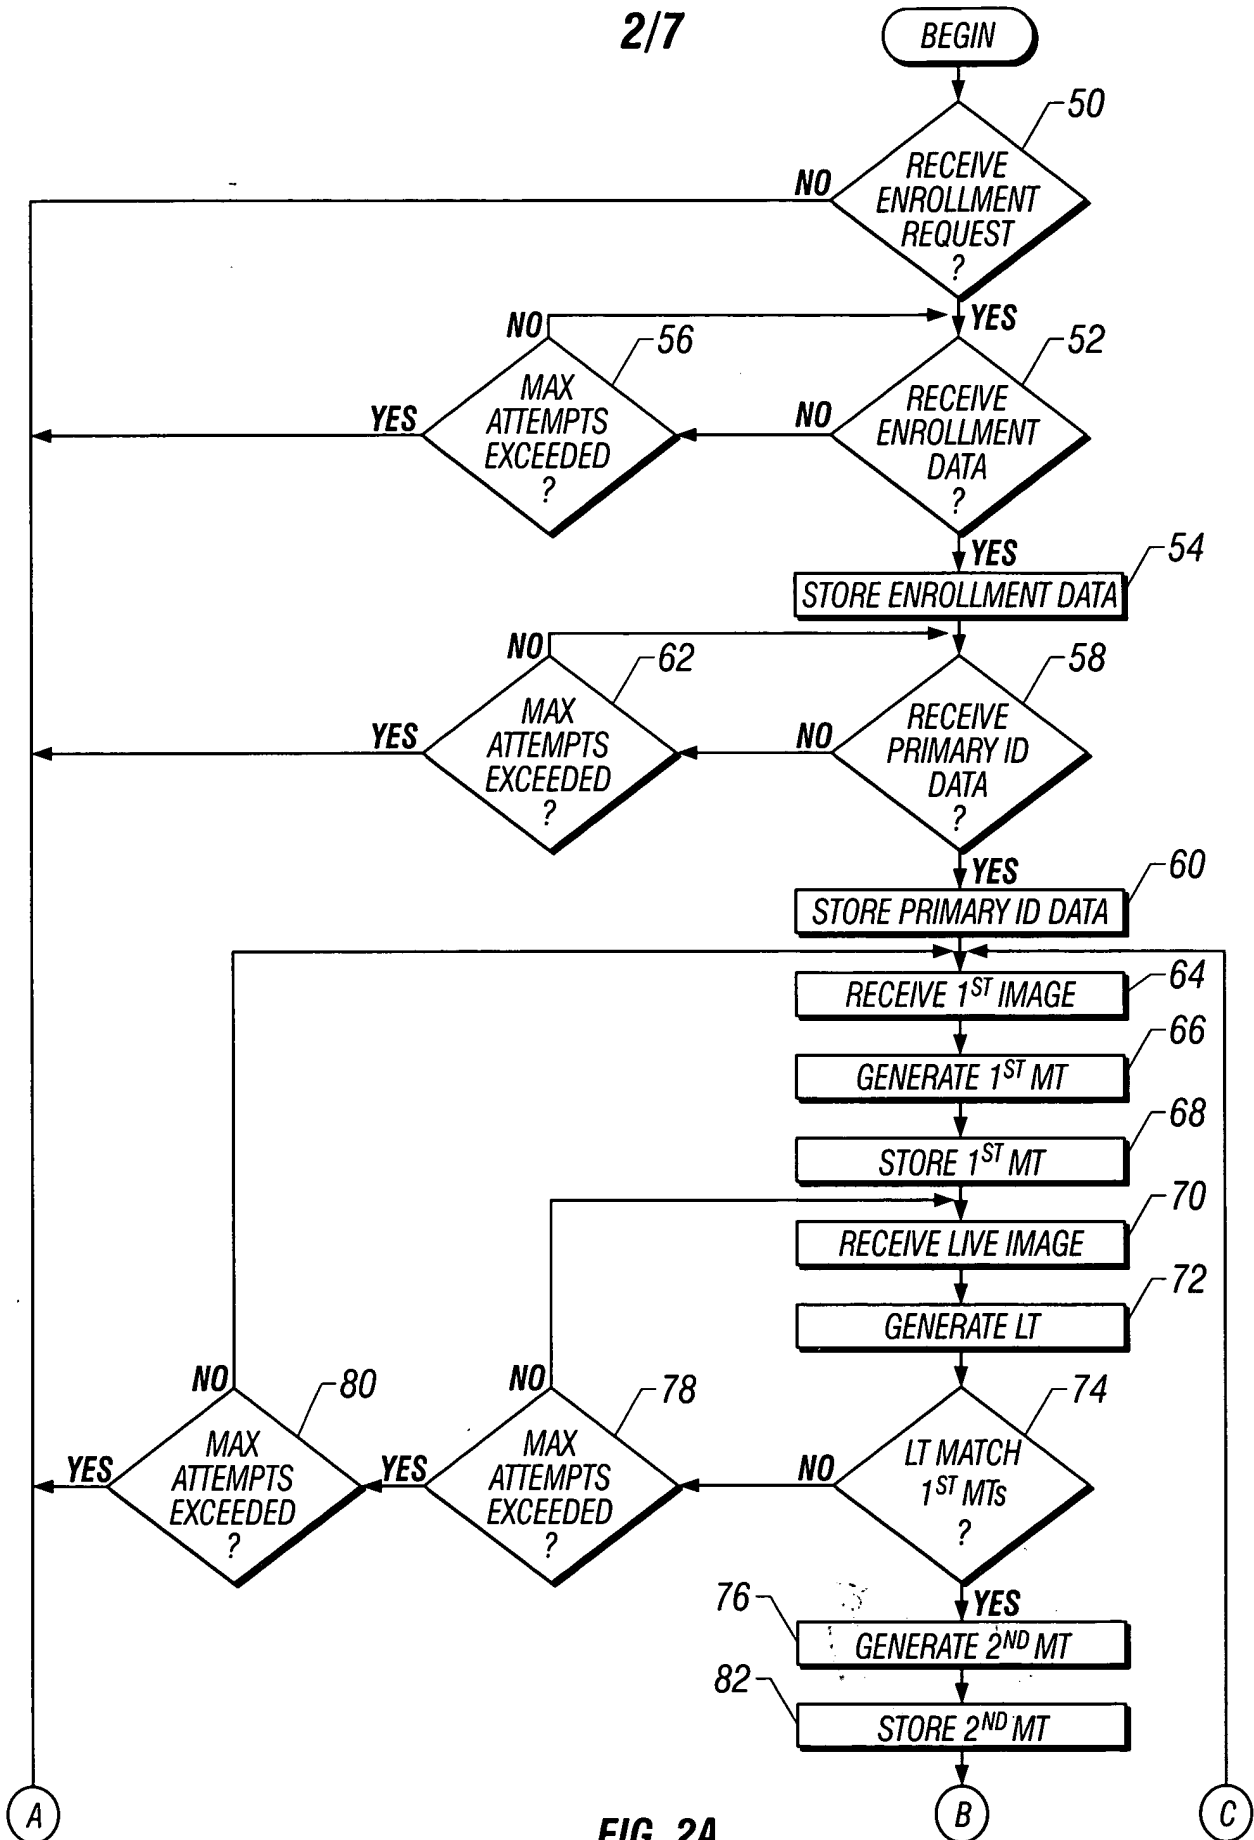 2/7
BEGIN
50
RECEIVE
ENROLLMENT
REQUEST
?
NO
YES
52
RECEIVE
ENROLLMENT
DATA
?
NO
56
MAX
ATTEMPTS
EXCEEDED
?
NO
YES
YES
54
STORE ENROLLMENT DATA
58
RECEIVE
PRIMARY ID
DATA
?
NO
62
MAX
ATTEMPTS
EXCEEDED
?
NO
YES
YES
60
STORE PRIMARY ID DATA
64
RECEIVE 1ST IMAGE
66
GENERATE 1ST MT
68
STORE 1ST MT
70
RECEIVE LIVE IMAGE
72
GENERATE LT
74
LT MATCH
1ST MTs
?
NO
78
MAX
ATTEMPTS
EXCEEDED
?
NO
YES
80
MAX
ATTEMPTS
EXCEEDED
?
NO
YES
YES
76
GENERATE 2ND MT
82
STORE 2ND MT
A
B
C
FIG. 2A